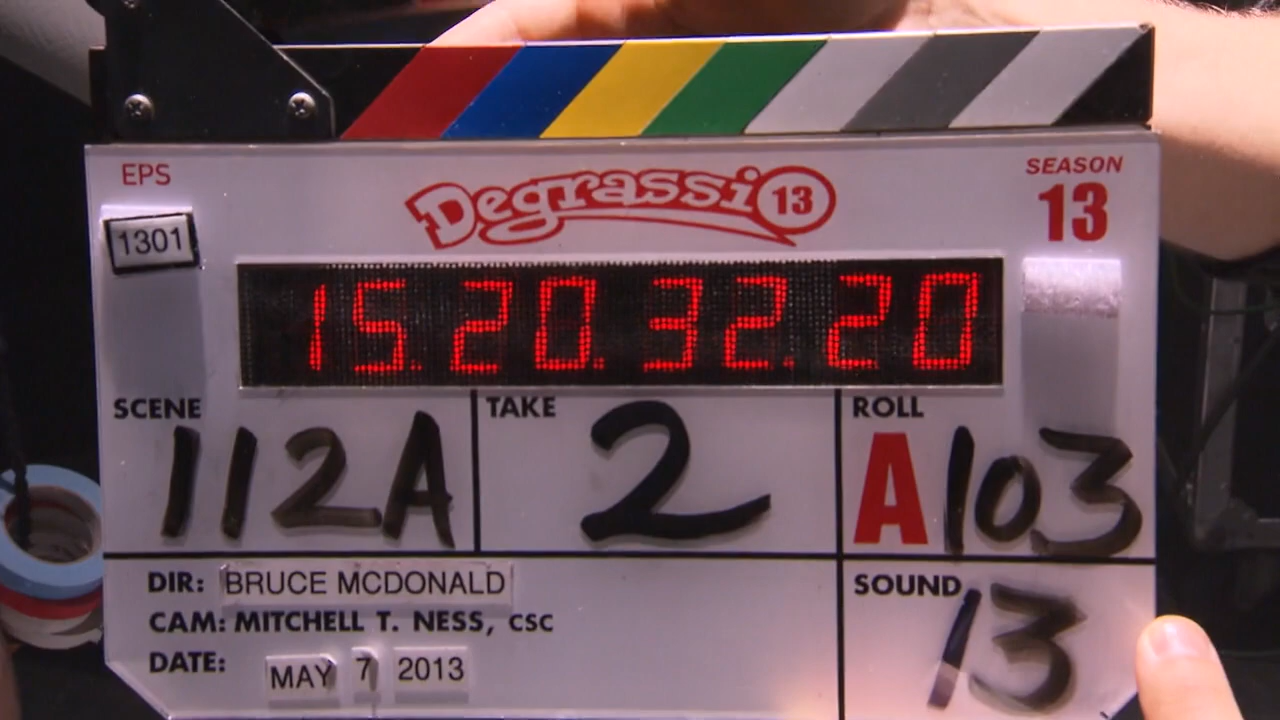 EPS
1301
Degrassi 13
SEASON
13
15.20.32.20
SCENE
112A
TAKE
2
ROLL
A103
DIR: BRUCE MCDONALD
CAM: MITCHELL T. NESS, CSC
DATE: MAY 7 2013
SOUND
13